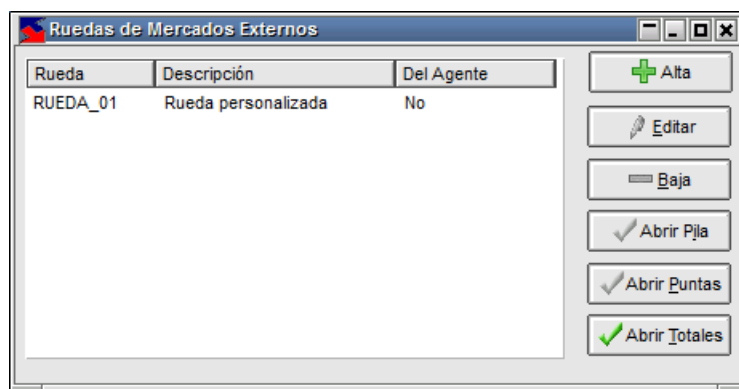 Ruedas de Mercados Externos
Rueda Descripción Del Agente
RUEDA_01 Rueda personalizada No
Alta
Editar
Baja
Abrir Pila
Abrir Puntas
Abrir Totales